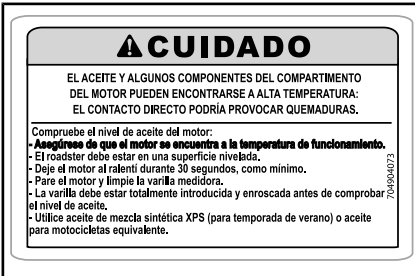 CUIDADO
EL ACEITE Y ALGUNOS COMPONENTES DEL COMPARTIMENTO
DEL MOTOR PUEDEN ENCONTRARSE A ALTA TEMPERATURA:
EL CONTACTO DIRECTO PODRÍA PROVOCAR QUEMADURAS.
Compruebe el nivel de aceite del motor:
- Asegúrese de que el motor se encuentra a la temperatura de funcionamiento.
- El roadster debe estar en una superficie nivelada.
- Deje el motor al ralentí durante 30 segundos, como mínimo.
- Pare el motor y limpie la varilla medidora.
- La varilla debe estar totalmente introducida y enroscada antes de comprobar
el nivel de aceite.
- Utilice aceite de mezcla sintética XPS (para temporada de verano) o aceite
para motocicletas equivalente.
704904073